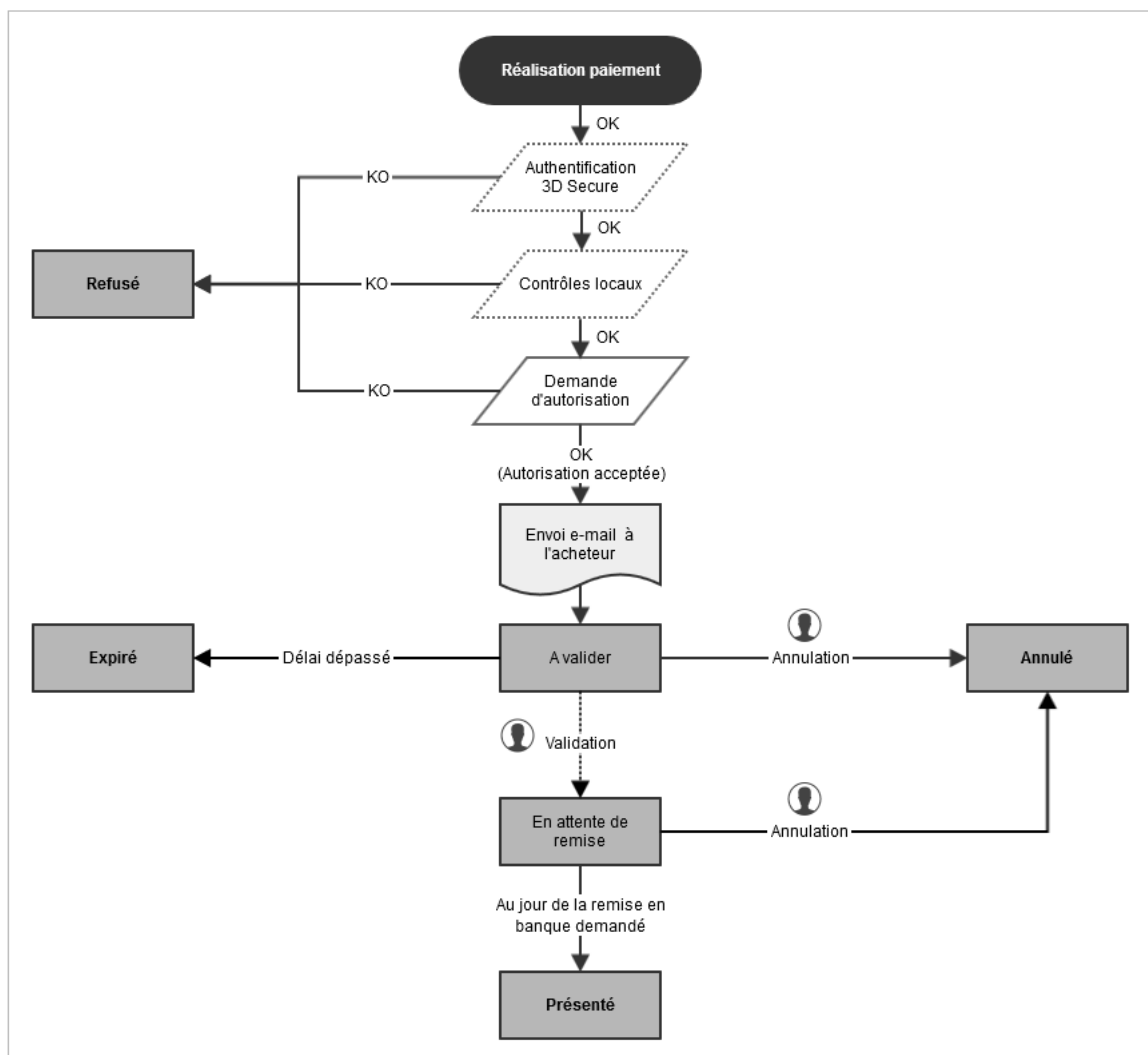 Réalisation paiement
OK
Authentification
3D Secure
KO
OK
Refusé
KO
Contrôles locaux
OK
KO
Demande
d'autorisation
OK
(Autorisation acceptée)
Envoi e-mail à
l'acheteur
Expiré
Délai dépassé
A valider
Annulation
Annulé
Validation
En attente de
remise
Annulation
Au jour de la remise en
banque demandé
Présenté